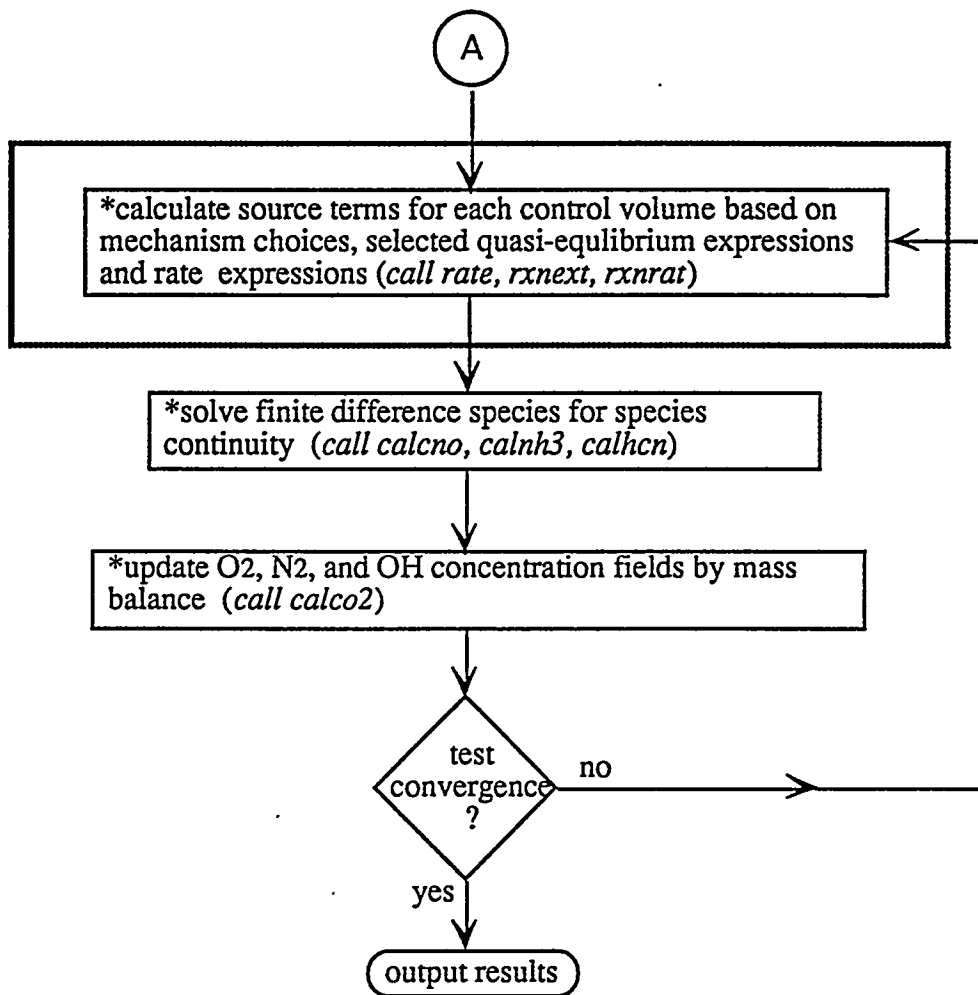 A
*calculate source terms for each control volume based on
mechanism choices, selected quasi-equlibrium expressions
and rate expressions (call rate, rxnext, rxnrat)
*solve finite difference species for species
continuity (call calcno, calnh3, calhcn)
*update O2, N2, and OH concentration fields by mass
balance (call calco2)
test
convergence
?
no
yes
output results